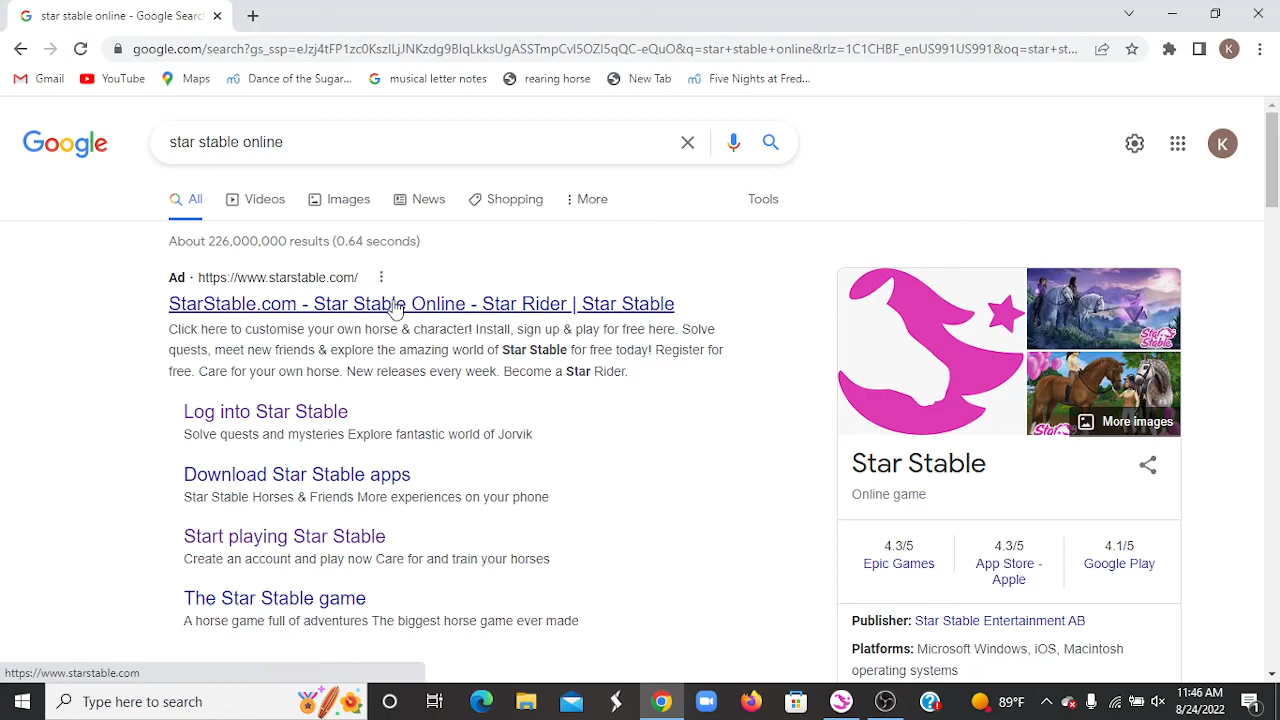 star stable online - Google Searc
google.com/search?gs_ssp=eJzj4tFP1zc0KszILjJNKzdg9BIqLkksUgASSTmpCvl5OZl5qQC-eQuO&q=star+stable+online&rlz=1C1CHBF_enUS991US991&oq=star+st...
Gmail YouTube Maps Dance of the Sugar... musical letter notes rearing horse New Tab Five Nights at Fred...
Google
star stable online
K
All Videos Images News Shopping More Tools
About 226,000,000 results (0.64 seconds)
Ad · https://www.starstable.com/
StarStable.com - Star Stable Online - Star Rider | Star Stable
Click here to customise your own horse & character! Install, sign up & play for free here. Solve
quests, meet new friends & explore the amazing world of Star Stable for free today! Register for
free. Care for your own horse. New releases every week. Become a Star Rider.
Log into Star Stable
Solve quests and mysteries Explore fantastic world of Jorvik
Download Star Stable apps
Star Stable Horses & Friends More experiences on your phone
Start playing Star Stable
Create an account and play now Care for and train your horses
The Star Stable game
A horse game full of adventures The biggest horse game ever made
More images
Star Stable
Online game
4.3/5
Epic Games
4.3/5
App Store -
Apple
4.1/5
Google Play
Publisher: Star Stable Entertainment AB
Platforms: Microsoft Windows, iOS, Macintosh
operating systems
https://www.starstable.com
Type here to search
89°F
11:46 AM
8/24/2022